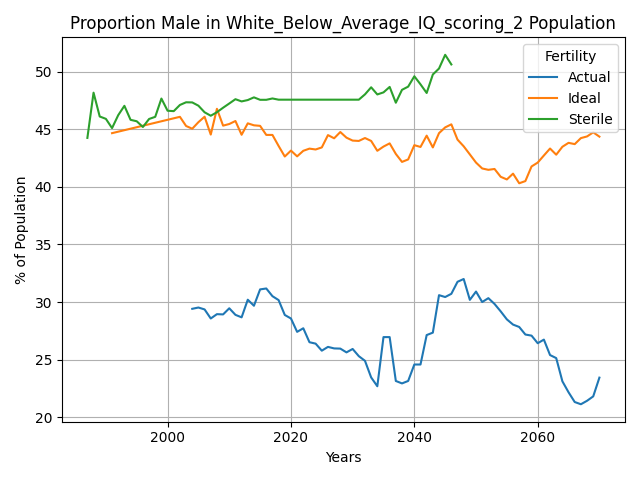 Proportion Male in White_Below_Average_IQ_scoring_2 Population
Fertility
Actual
Ideal
Sterile
% of Population
50
45
40
35
30
25
20
2000
2020
2040
2060
Years